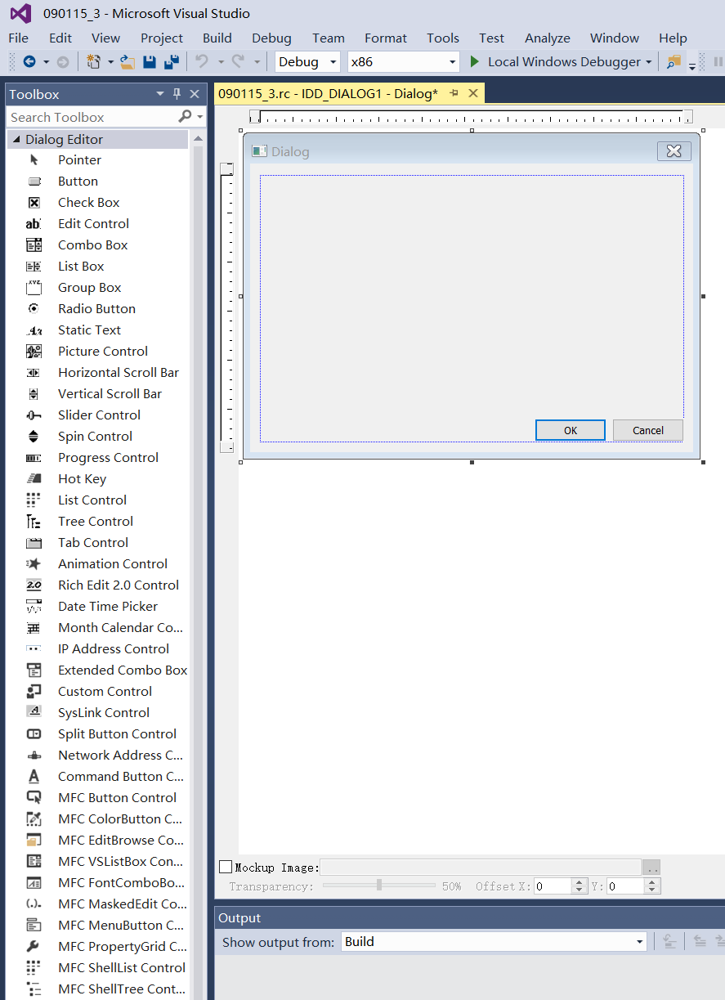 090115_3 - Microsoft Visual Studio
File Edit View Project Build Debug Team Format Tools Test Analyze Window Help
Debug x86 Local Windows Debugger
Toolbox
Search Toolbox
Dialog Editor
Pointer
Button
Check Box
Edit Control
Combo Box
List Box
Group Box
Radio Button
Static Text
Picture Control
Horizontal Scroll Bar
Vertical Scroll Bar
Slider Control
Spin Control
Progress Control
Hot Key
List Control
Tree Control
Tab Control
Animation Control
Rich Edit 2.0 Control
Date Time Picker
Month Calendar Co...
IP Address Control
Extended Combo Box
Custom Control
SysLink Control
Split Button Control
Network Address C...
Command Button C...
MFC Button Control
MFC ColorButton C...
MFC EditBrowse Co...
MFC VSListBox Con...
MFC FontComboBo...
MFC MaskedEdit Co...
MFC MenuButton C...
MFC PropertyGrid C...
MFC ShellList Control
MFC ShellTree Cont...
090115_3.rc - IDD_DIALOG1 - Dialog*
Dialog
OK Cancel
Mockup Image: ..
Transparency: 50% Offset X: 0 Y: 0
Output
Show output from: Build